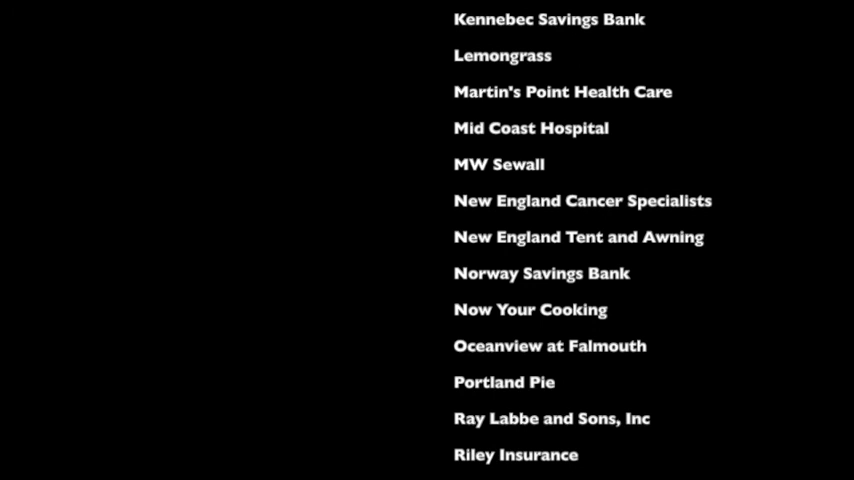 Kennebec Savings Bank
Lemongrass
Martin's Point Health Care
Mid Coast Hospital
MW Sewall
New England Cancer Specialists
New England Tent and Awning
Norway Savings Bank
Now Your Cooking
Oceanview at Falmouth
Portland Pie
Ray Labbe and Sons, Inc
Riley Insurance